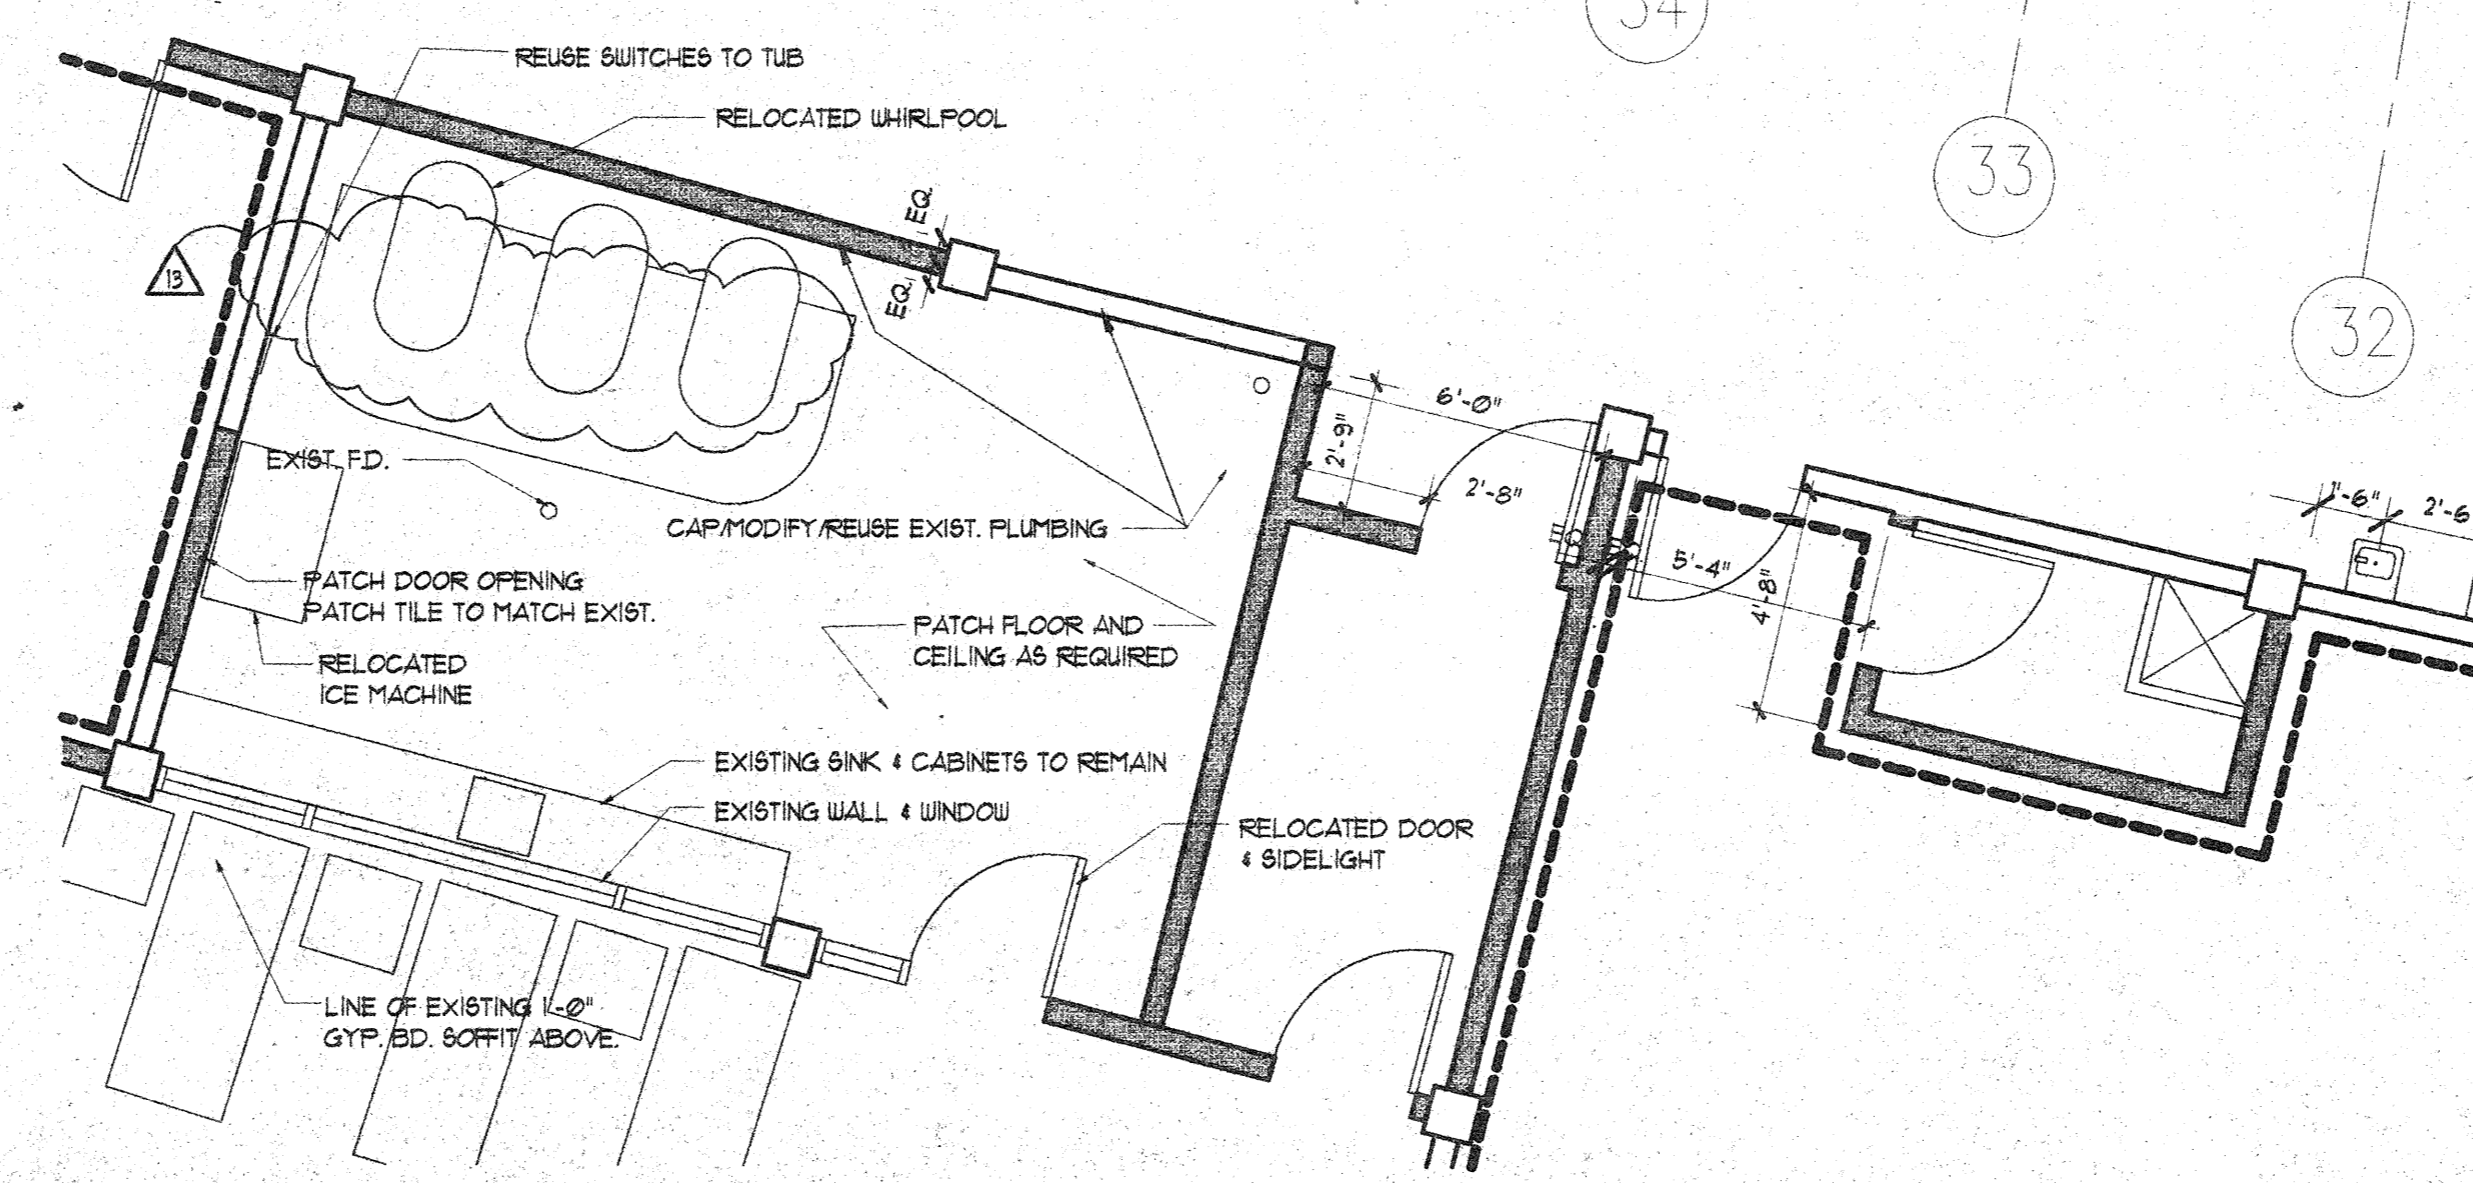 34
REUSE SWITCHES TO TUB
RELOCATED WHIRLPOOL
33
EQ.
13
EQ.
32
6'-0"
2'-9"
EXIST. F.D.
2'-8"
1'-6"
2'-6
CAP/MODIFY/REUSE EXIST. PLUMBING
5'-4"
4'-8"
PATCH DOOR OPENING
PATCH TILE TO MATCH EXIST.
PATCH FLOOR AND
CEILING AS REQUIRED
RELOCATED
ICE MACHINE
EXISTING SINK & CABINETS TO REMAIN
EXISTING WALL & WINDOW
RELOCATED DOOR
& SIDELIGHT
LINE OF EXISTING 1'-0"
GYP. BD. SOFFIT ABOVE.